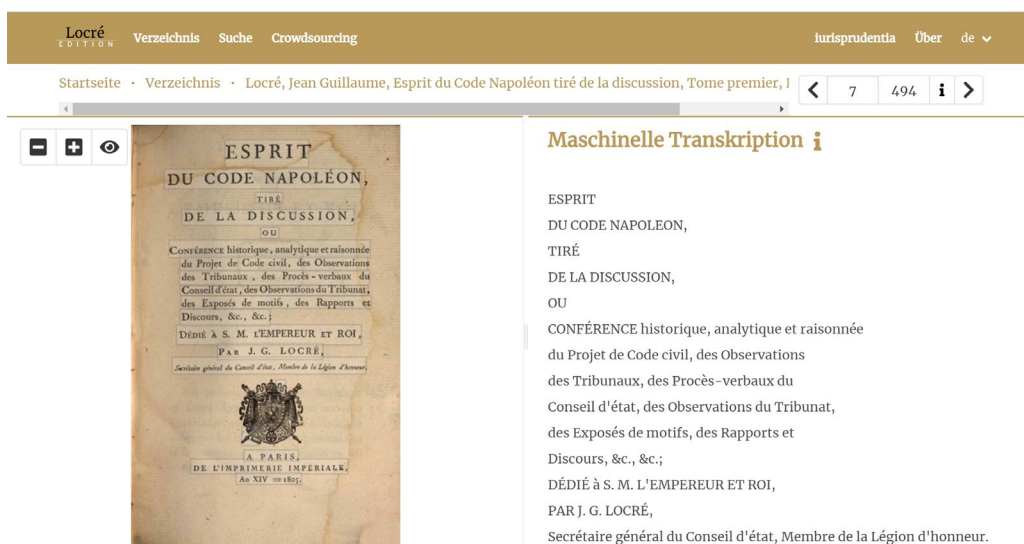 Locré
EDITION
Verzeichnis
Suche
Crowdsourcing
iurisprudentia
Über
de
Startseite · Verzeichnis · Locré, Jean Guillaume, Esprit du Code Napoléon tiré de la discussion, Tome premier,
7
494
ESPRIT
DU CODE NAPOLÉON,
TIRÉ
DE LA DISCUSSION,
OU
CONFÉRENCE historique, analytique et raisonnée
du Projet de Code civil, des Observations
des Tribunaux, des Procès-verbaux du
Conseil d'état, des Observations du Tribunat,
des Exposés de motifs, des Rapports et
Discours, &c., &c.;
DÉDIÉ À S. M. L'EMPEREUR ET ROI,
PAR J. G. LOCRÉ,
Secrétaire général du Conseil d'état, Membre de la Légion d'honneur.
A PARIS,
DE L'IMPRIMERIE IMPÉRIALE.
An XIV = 1805.
Maschinelle Transkription
ESPRIT
DU CODE NAPOLEON,
TIRÉ
DE LA DISCUSSION,
OU
CONFÉRENCE historique, analytique et raisonnée
du Projet de Code civil, des Observations
des Tribunaux, des Procès-verbaux du
Conseil d'état, des Observations du Tribunat,
des Exposés de motifs, des Rapports et
Discours, &c., &c.;
DÉDIÉ à S. M. L'EMPEREUR ET ROI,
PAR J. G. LOCRÉ,
Secrétaire général du Conseil d'état, Membre de la Légion d'honneur.